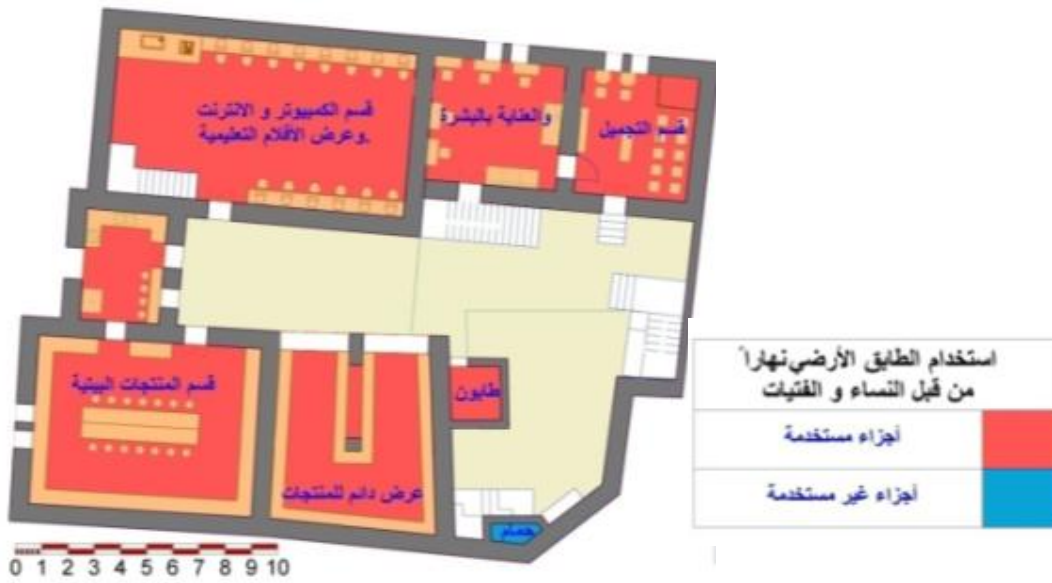 قسم الكمبيوتر و الانترنت
وعرض الأفلام التعليمية.
والعناية بالبشرة
قسم التجميل
قسم المنتجات البيتية
عرض دائم للمنتجات
طابون
حمام
استخدام الطابق الأرضي نهاراً
من قبل النساء و الفتيات
أجزاء مستخدمة
أجزاء غير مستخدمة
0 1 2 3 4 5 6 7 8 9 10